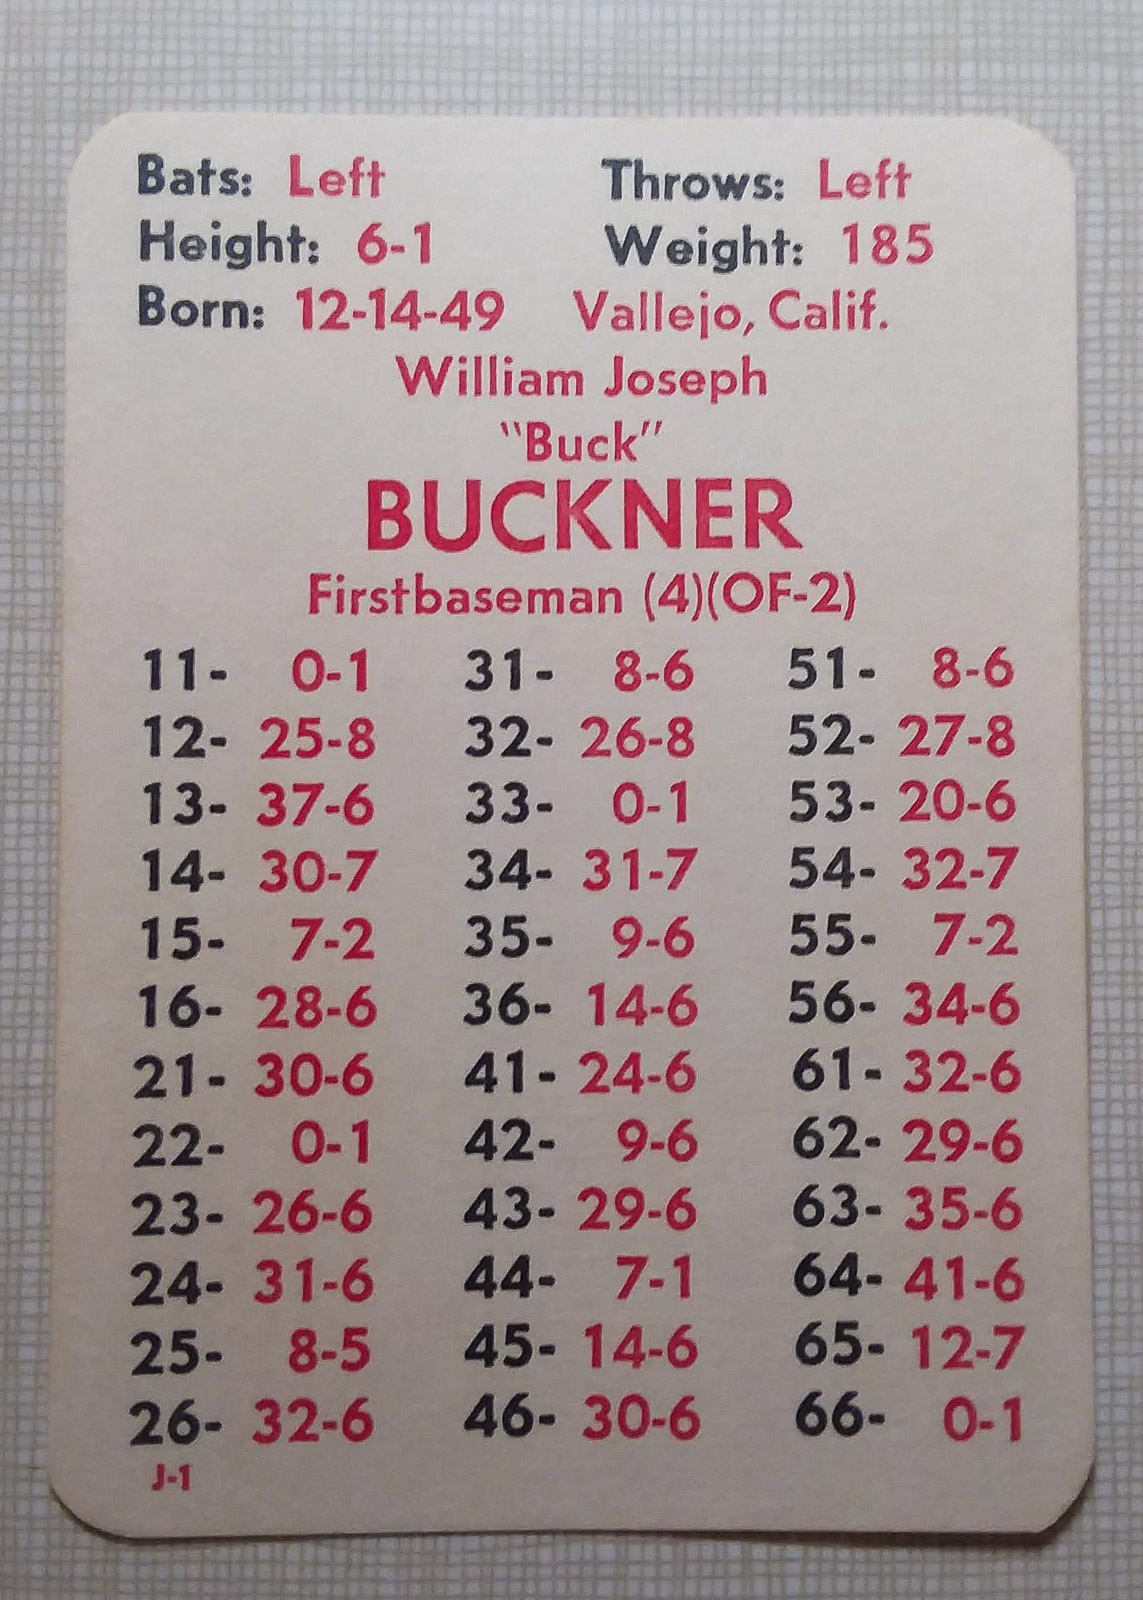 Bats: Left Throws: Left
Height: 6-1 Weight: 185
Born: 12-14-49 Vallejo, Calif.
William Joseph
"Buck"
BUCKNER
Firstbaseman (4)(OF-2)
11- 0-1 31- 8-6 51- 8-6
12- 25-8 32- 26-8 52- 27-8
13- 37-6 33- 0-1 53- 20-6
14- 30-7 34- 31-7 54- 32-7
15- 7-2 35- 9-6 55- 7-2
16- 28-6 36- 14-6 56- 34-6
21- 30-6 41- 24-6 61- 32-6
22- 0-1 42- 9-6 62- 29-6
23- 26-6 43- 29-6 63- 35-6
24- 31-6 44- 7-1 64- 41-6
25- 8-5 45- 14-6 65- 12-7
26- 32-6 46- 30-6 66- 0-1
J-1